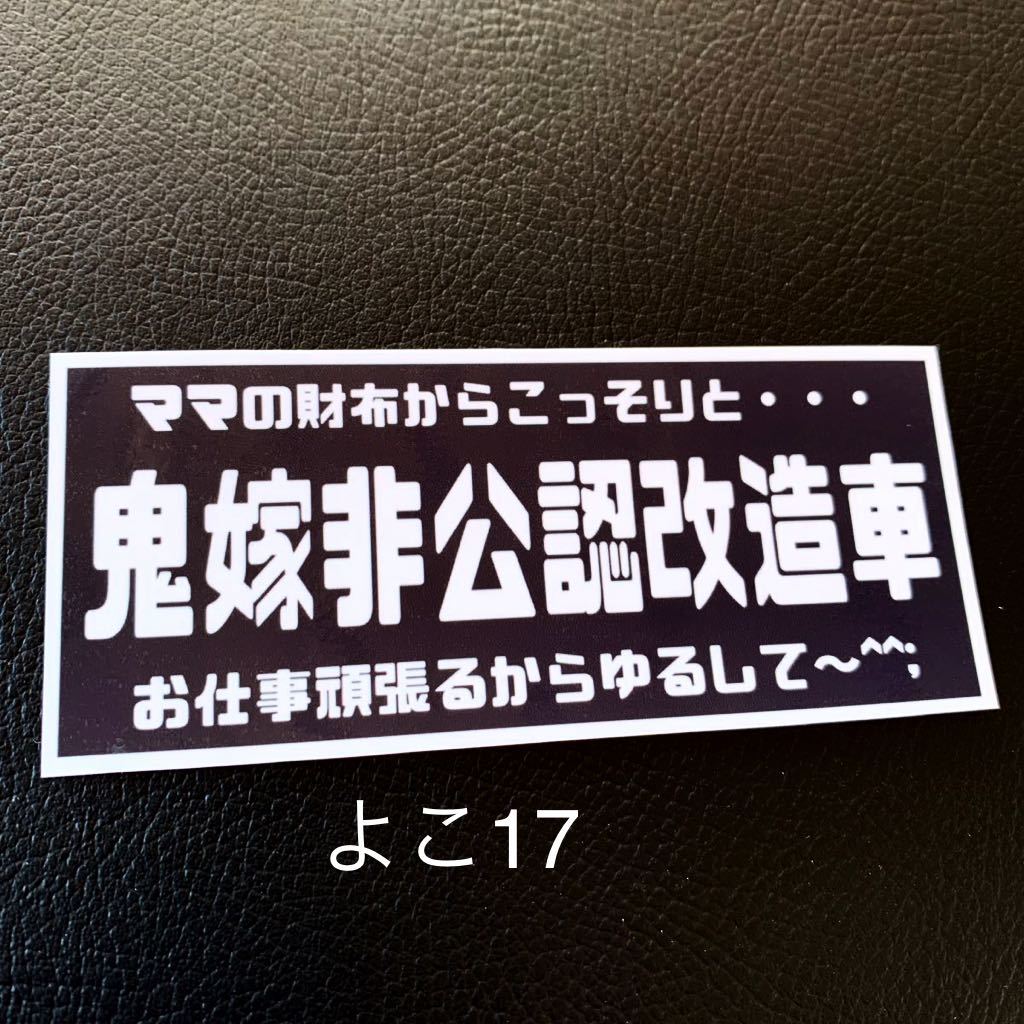 ママの財布からこっそりと・・・
鬼嫁非公認改造車
お仕事頑張るからゆるして〜^^;
よこ17